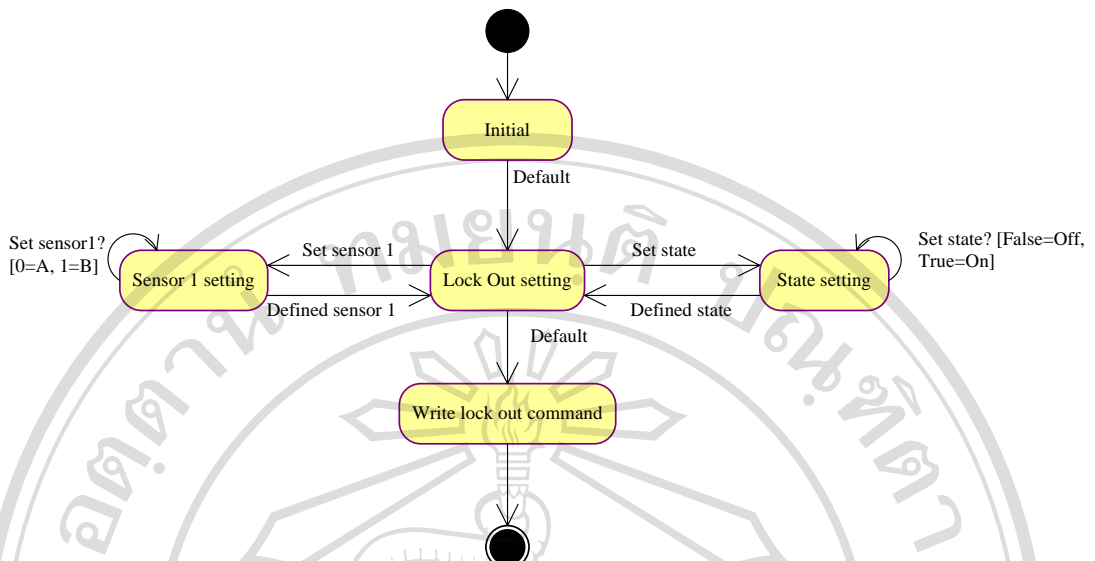 Initial
Default
Set sensor1?
[0=A, 1=B]
Set sensor 1
Set state
Set state? [False=Off,
True=On]
Sensor 1 setting
Lock Out setting
State setting
Defined sensor 1
Defined state
Default
Write lock out command